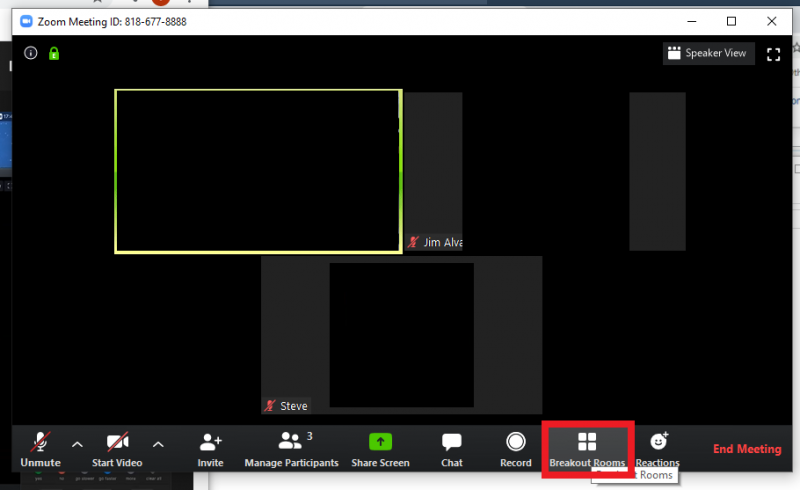 Zoom Meeting ID: 818-677-8888
Speaker View
Jim Alva
Steve
3
Unmute
Start Video
Invite
Manage Participants
Share Screen
Chat
Record
Breakout Rooms
Reactions
End Meeting
Breakout Rooms